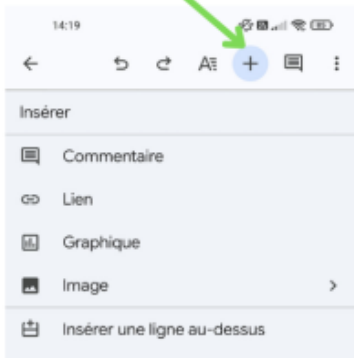 14:19
Insérer
Commentaire
Lien
Graphique
Image
Insérer une ligne au-dessus